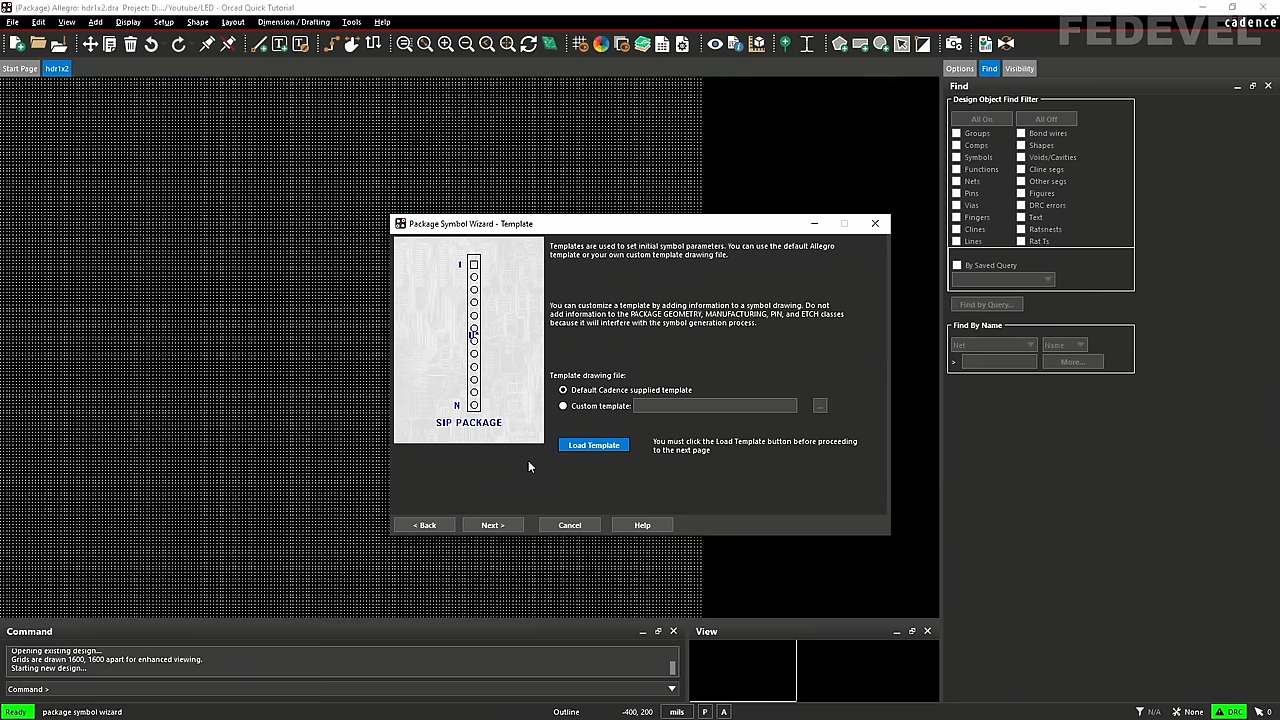 (Package) Allegro: hdr1x2.dra  Project: D:.../Youtube/LED - Orcad Quick Tutorial
File Edit View Add Display Setup Shape Layout Dimension / Drafting Tools Help
cadence
FEDEVEL
Start Page hdr1x2
Options Find Visibility
Find
Design Object Find Filter
All On All Off
Groups Bond wires
Comps Shapes
Symbols Voids/Cavities
Functions Cline segs
Nets Other segs
Pins Figures
Vias DRC errors
Fingers Text
Clines Ratsnests
Lines Rat Ts
By Saved Query
Find by Query...
Find By Name
Net Name
> More...
Package Symbol Wizard - Template
1
N
SIP PACKAGE
Templates are used to set initial symbol parameters. You can use the default Allegro
template or your own custom template drawing file.
You can customize a template by adding information to a symbol drawing. Do not
add information to the PACKAGE GEOMETRY, MANUFACTURING, PIN, and ETCH classes
because it will interfere with the symbol generation process.
Template drawing file:
Default Cadence supplied template
Custom template: ...
Load Template
You must click the Load Template button before proceeding
to the next page
< Back Next > Cancel Help
Command
Opening existing design...
Grids are drawn 1600, 1600 apart for enhanced viewing.
Starting new design...
Command >
View
Ready package symbol wizard Outline -400, 200 mils P A N/A None DRC 0